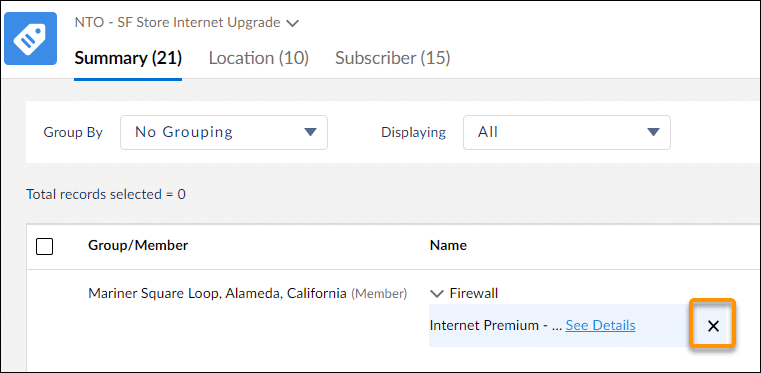 NTO - SF Store Internet Upgrade
Summary (21) Location (10) Subscriber (15)
Group By No Grouping Displaying All
Total records selected = 0
Group/Member Name
Mariner Square Loop, Alameda, California (Member) Firewall
Internet Premium - ... See Details